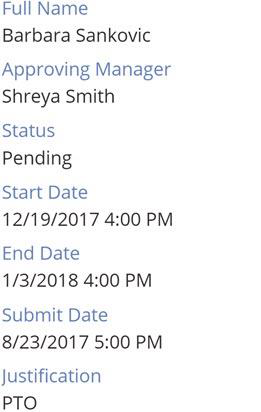 Full Name
Barbara Sankovic
Approving Manager
Shreya Smith
Status
Pending
Start Date
12/19/2017 4:00 PM
End Date
1/3/2018 4:00 PM
Submit Date
8/23/2017 5:00 PM
Justification
PTO